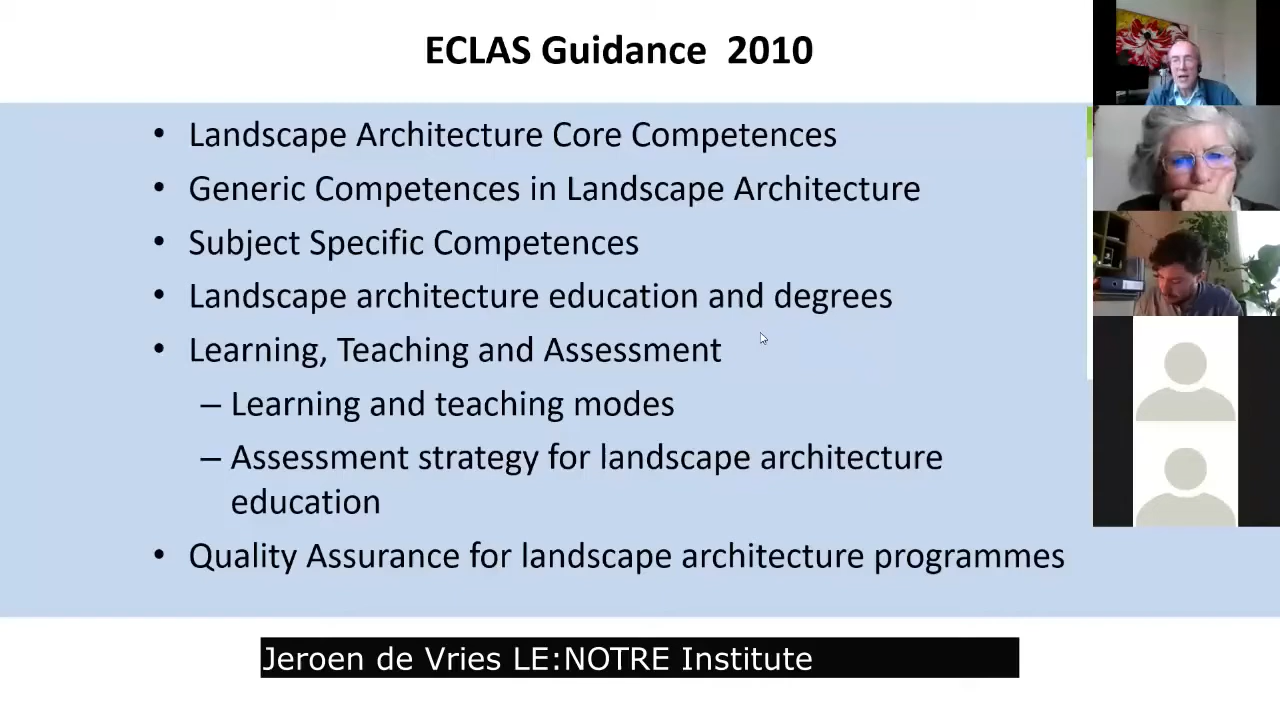 ECLAS Guidance 2010
• Landscape Architecture Core Competences
• Generic Competences in Landscape Architecture
• Subject Specific Competences
• Landscape architecture education and degrees
• Learning, Teaching and Assessment
– Learning and teaching modes
– Assessment strategy for landscape architecture
education
• Quality Assurance for landscape architecture programmes
Jeroen de Vries LE:NOTRE Institute